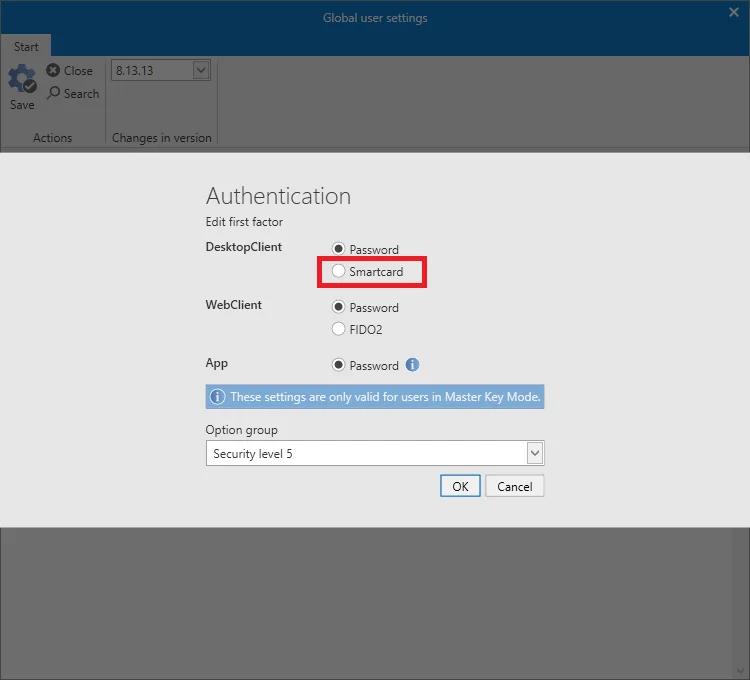 Global user settings
Start
Save
Close
Search
Actions
8.13.13
Changes in version
Authentication
Edit first factor
DesktopClient
Password
Smartcard
WebClient
Password
FIDO2
App
Password
These settings are only valid for users in Master Key Mode.
Option group
Security level 5
OK Cancel